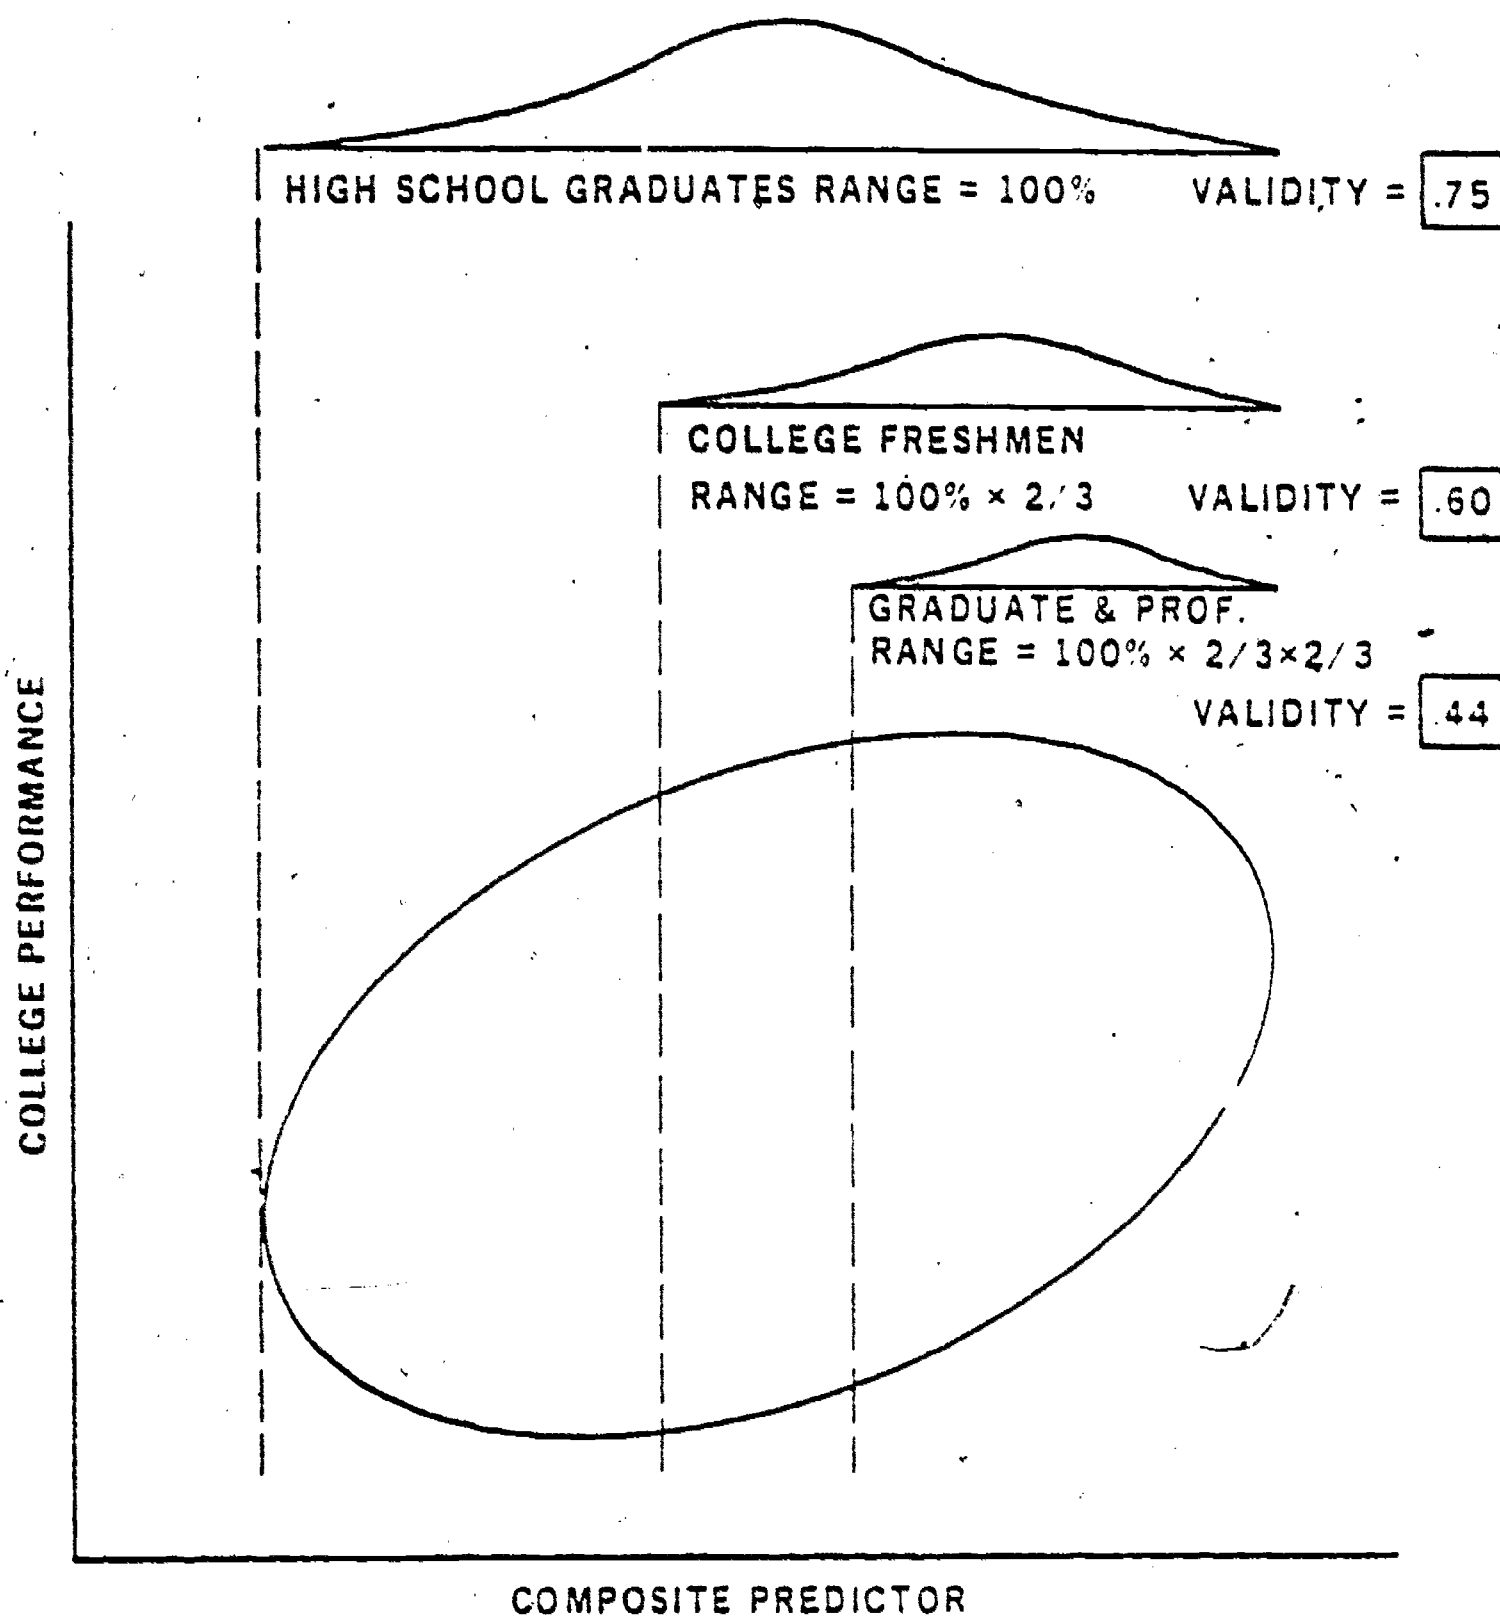 HIGH SCHOOL GRADUATES RANGE = 100% VALIDITY = .75
COLLEGE FRESHMEN
RANGE = 100% × 2/3 VALIDITY = .60
GRADUATE & PROF.
RANGE = 100% × 2/3×2/3
VALIDITY = .44
COLLEGE PERFORMANCE
COMPOSITE PREDICTOR